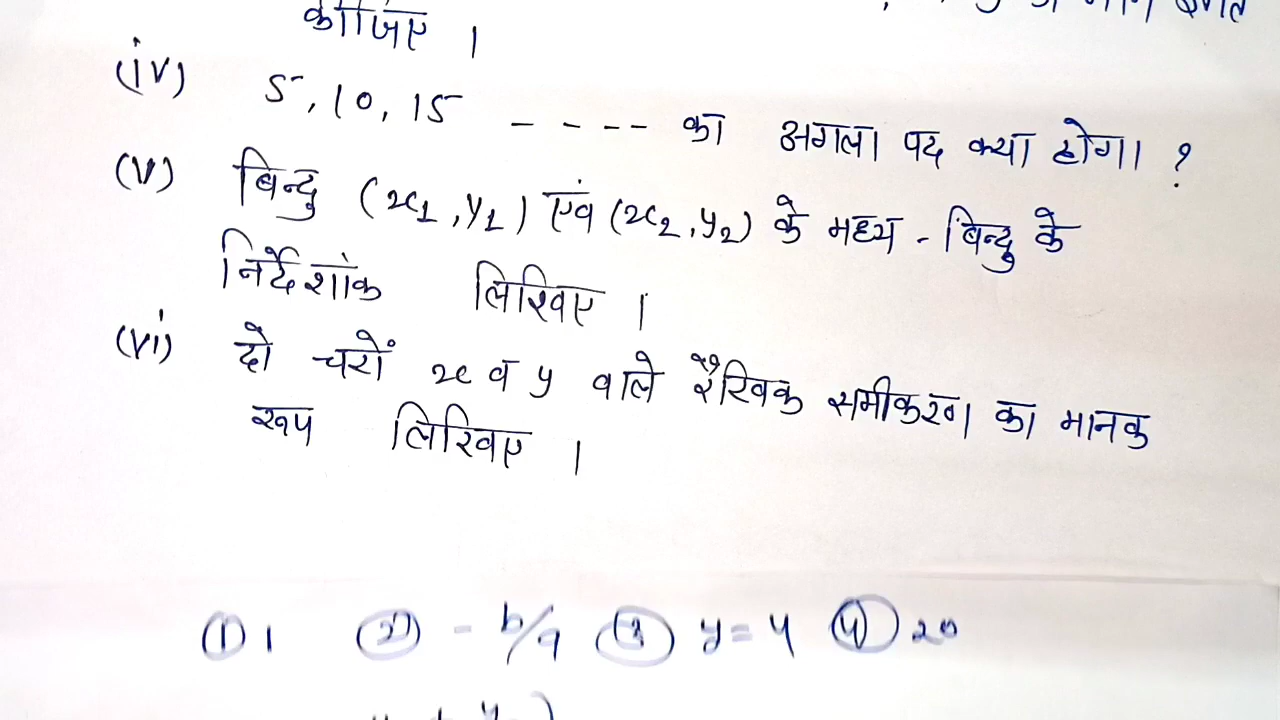 कीजिए ।
(iv) 5, 10, 15 - - - - का अगला पद क्या होगा ?
(v) बिन्दु (x1, y1) एंव (x2, y2) के मध्य - बिन्दु के
निर्देशांक लिखिए ।
(vi) दो चरों x व y वाले रैखिक समीकरण का मानक
रूप लिखिए ।
(1) 1 (2) - b/a (3) y = 4 (4) 20